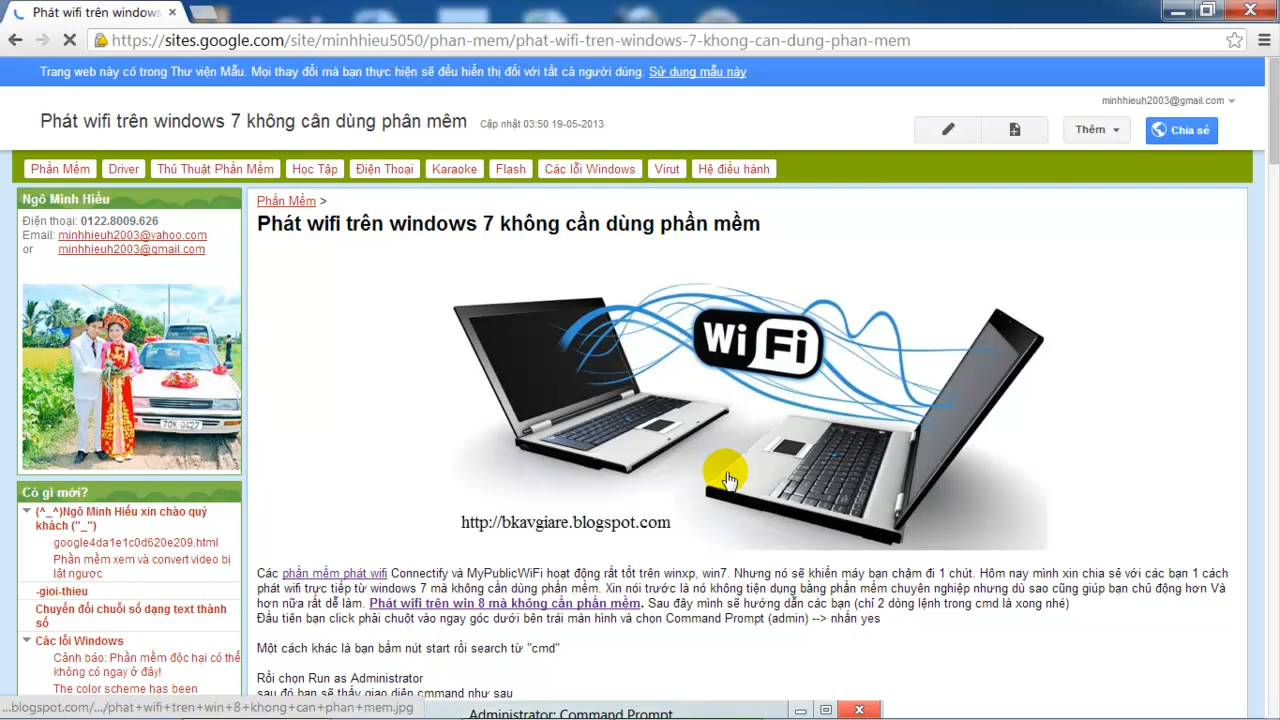 Phát wifi trên windows
https://sites.google.com/site/minhhieu5050/phan-mem/phat-wifi-tren-windows-7-khong-can-dung-phan-mem
Trang web này có trong Thư viện Mẫu. Mọi thay đổi mà bạn thực hiện sẽ đều hiển thị đối với tất cả người dùng. Sử dụng mẫu này
minhhieuh2003@gmail.com
Phát wifi trên windows 7 không cần dùng phần mềm Cập nhật 03:50 19-05-2013
Thêm
Chia sẻ
Phần Mềm Driver Thủ Thuật Phần Mềm Học Tập Điện Thoại Karaoke Flash Các lỗi Windows Virut Hệ điều hành
Ngô Minh Hiếu
Điện thoại: 0122.8009.626
Email: minhhieuh2003@yahoo.com
or minhhieuh2003@gmail.com
70K 0427
Có gì mới?
(^_^)Ngô Minh Hiếu xin chào quý
khách ("_")
google4da1e1c0d620e209.html
Phần mềm xem và convert video bị
lật ngược
-gioi-thieu
Chuyển đổi chuỗi số dạng text thành
số
Các lỗi Windows
Cảnh báo: Phần mềm độc hại có thể
không có ngay ở đây!
The color scheme has been
Phần Mềm >
Phát wifi trên windows 7 không cần dùng phần mềm
Wi Fi
http://bkavgiare.blogspot.com
Các phần mềm phát wifi Connectify và MyPublicWiFi hoạt động rất tốt trên winxp, win7. Nhưng nó sẽ khiến máy bạn chậm đi 1 chút. Hôm nay mình xin chia sẻ với các bạn 1 cách
phát wifi trực tiếp từ windows 7 mà không cần dùng phần mềm. Xin nói trước là nó không tiện dụng bằng phần mềm chuyên nghiệp nhưng dù sao cũng giúp bạn chủ động hơn Và
hơn nữa rất dễ làm. Phát wifi trên win 8 mà không cần phần mềm. Sau đây mình sẽ hướng dẫn các bạn (chỉ 2 dòng lệnh trong cmd là xong nhé)
Đầu tiên bạn click phải chuột vào ngay góc dưới bên trái màn hình và chọn Command Prompt (admin) --> nhấn yes
Một cách khác là bạn bấm nút start rồi search từ "cmd"
Rồi chọn Run as Administrator
sau đó bạn sẽ thấy giao diện cmmand như sau
Administrator: Command Prompt
...blogspot.com/.../phat+wifi+tren+win+8+khong+can+phan+mem.jpg